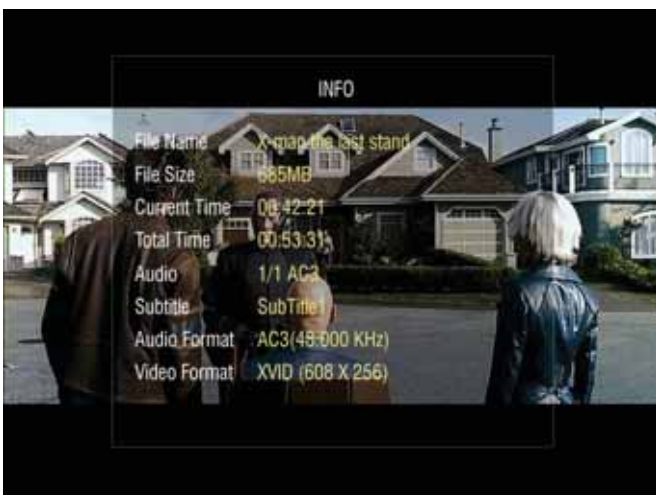 INFO
File Name X-map the last stand
File Size 685MB
Current Time 00:42:21
Total Time 00:53:31
Audio 1/1 AC3
Subtitle SubTitle1
Audio Format AC3(48.000 KHz)
Video Format XVID (608 X 256)